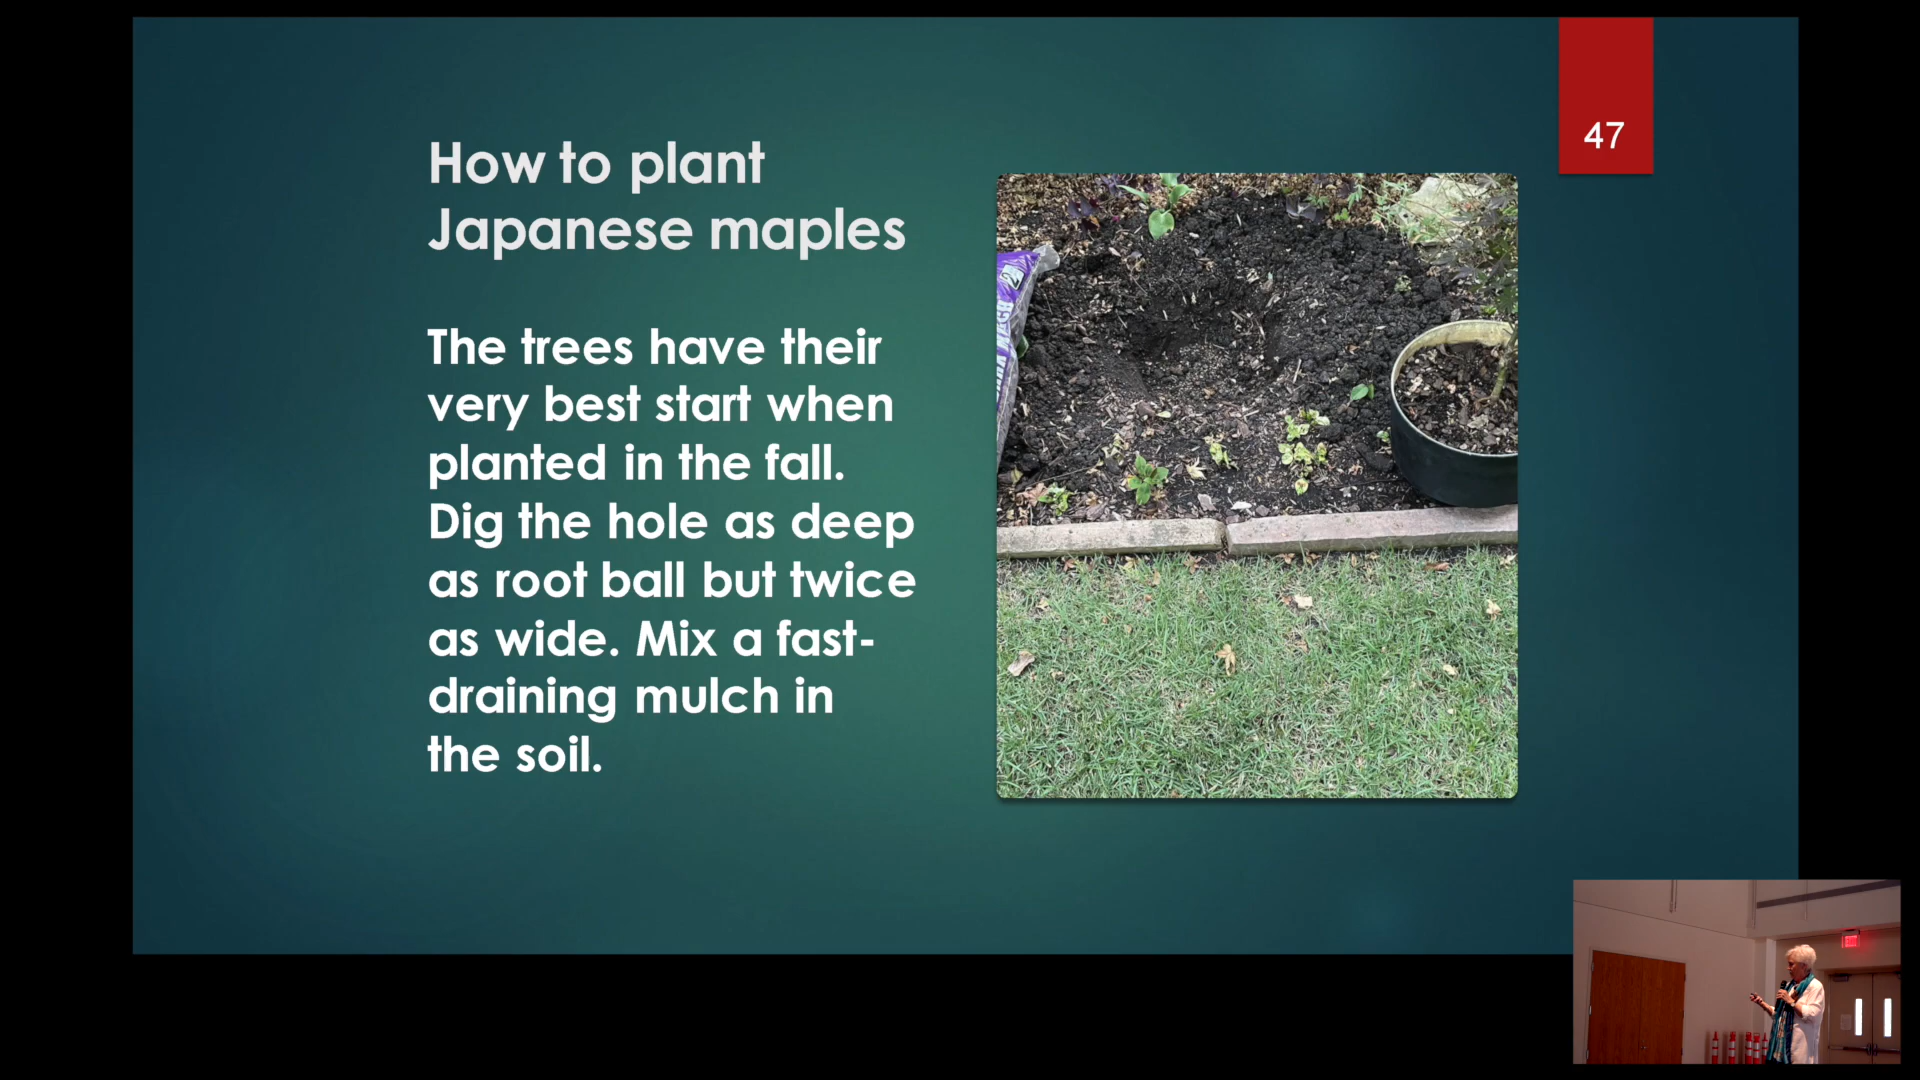 47
How to plant
Japanese maples
The trees have their
very best start when
planted in the fall.
Dig the hole as deep
as root ball but twice
as wide. Mix a fast-
draining mulch in
the soil.